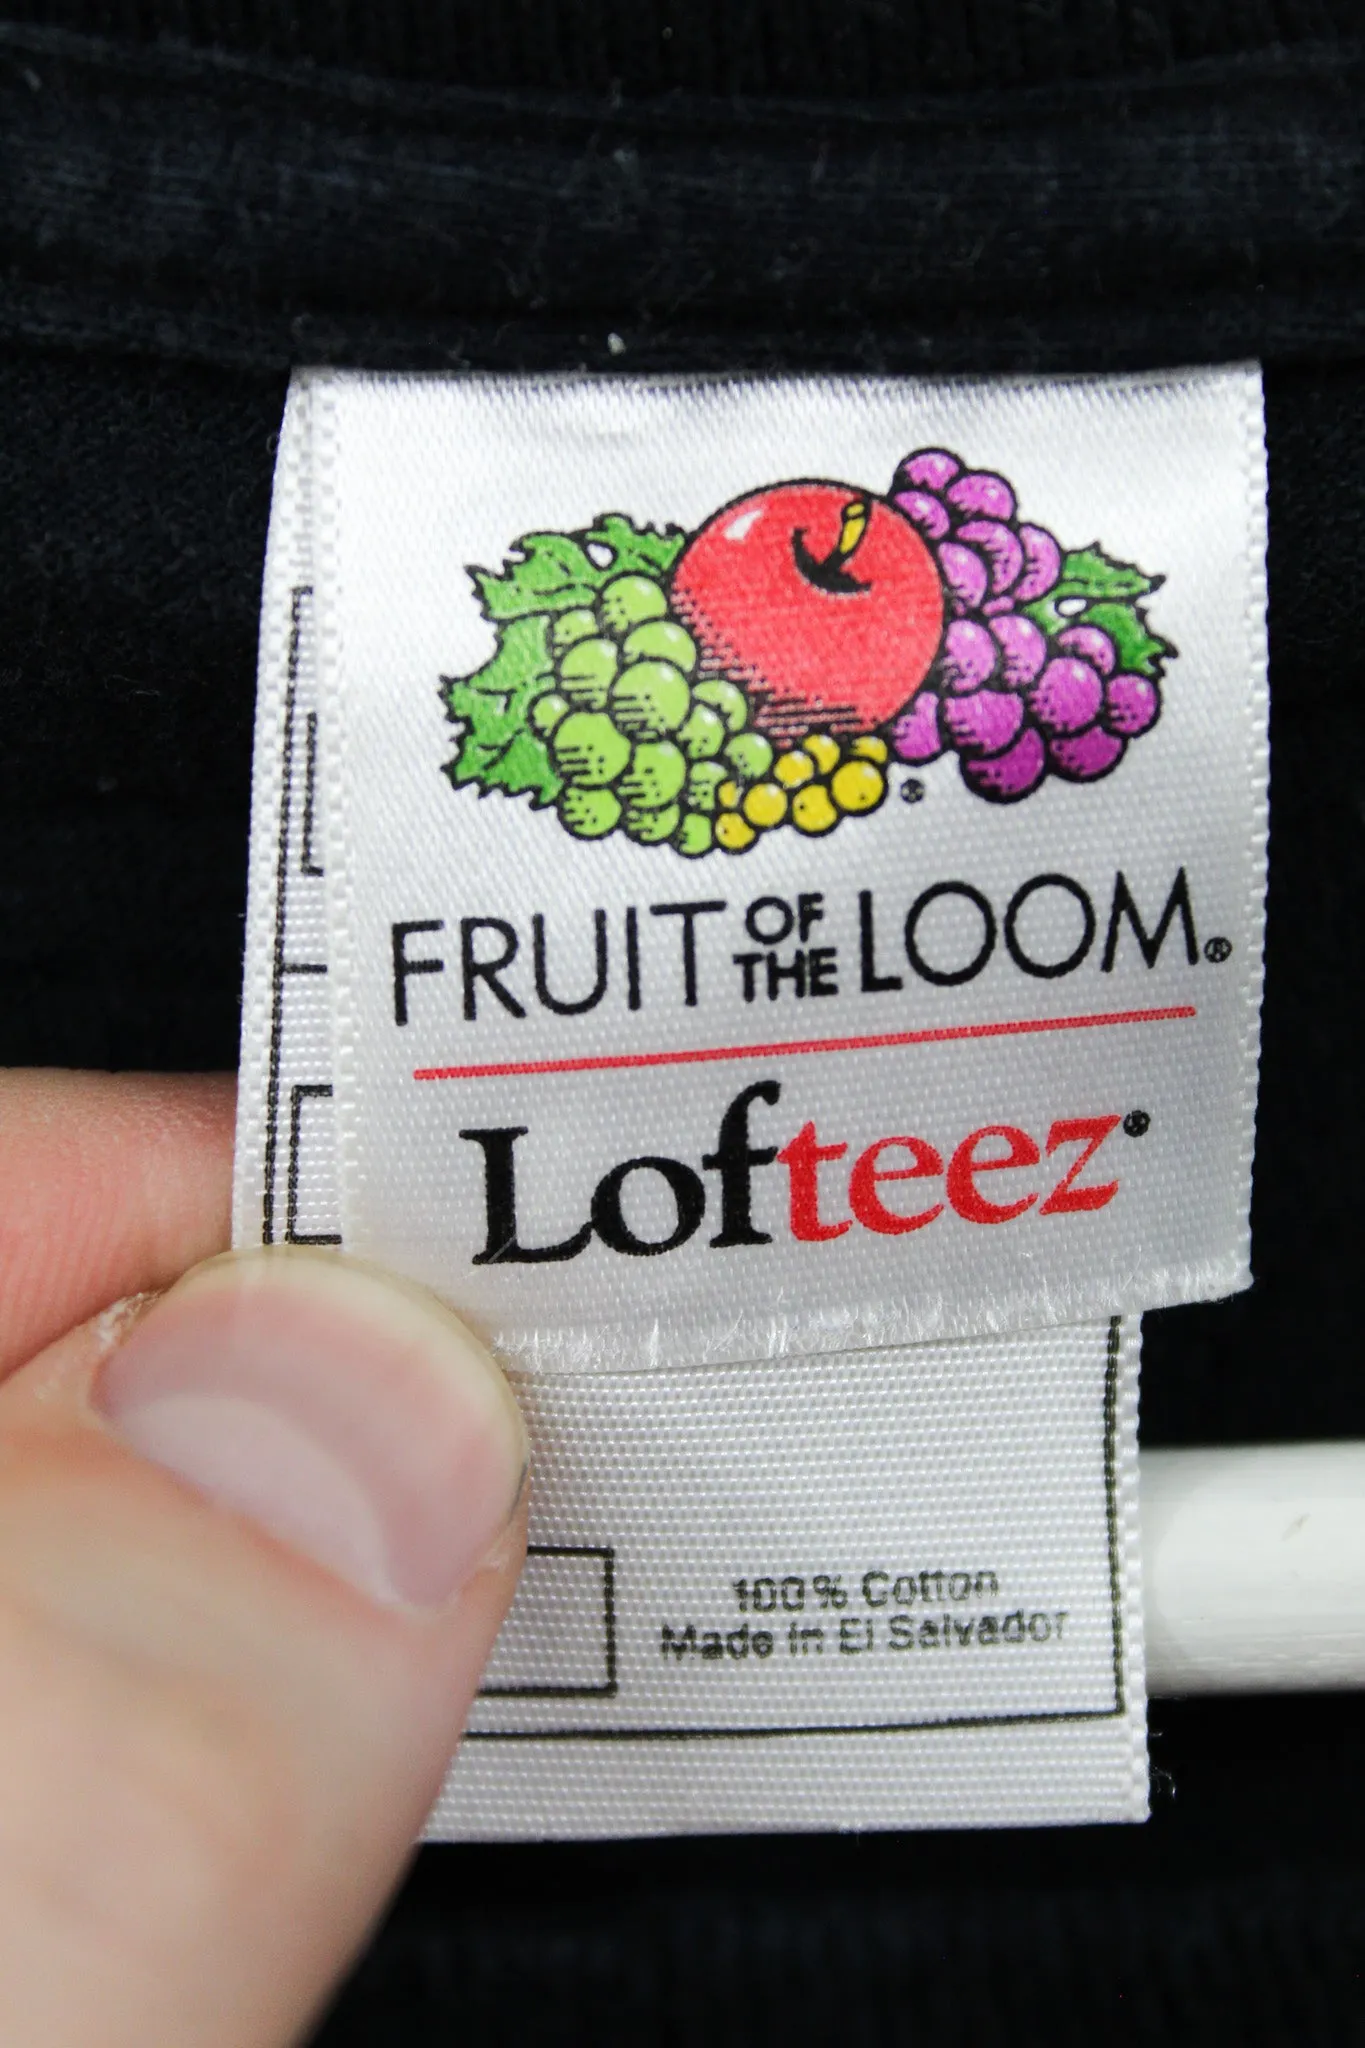 ®
FRUIT OF THE LOOM®
Lofteez®
100% Cotton
Made in El Salvador